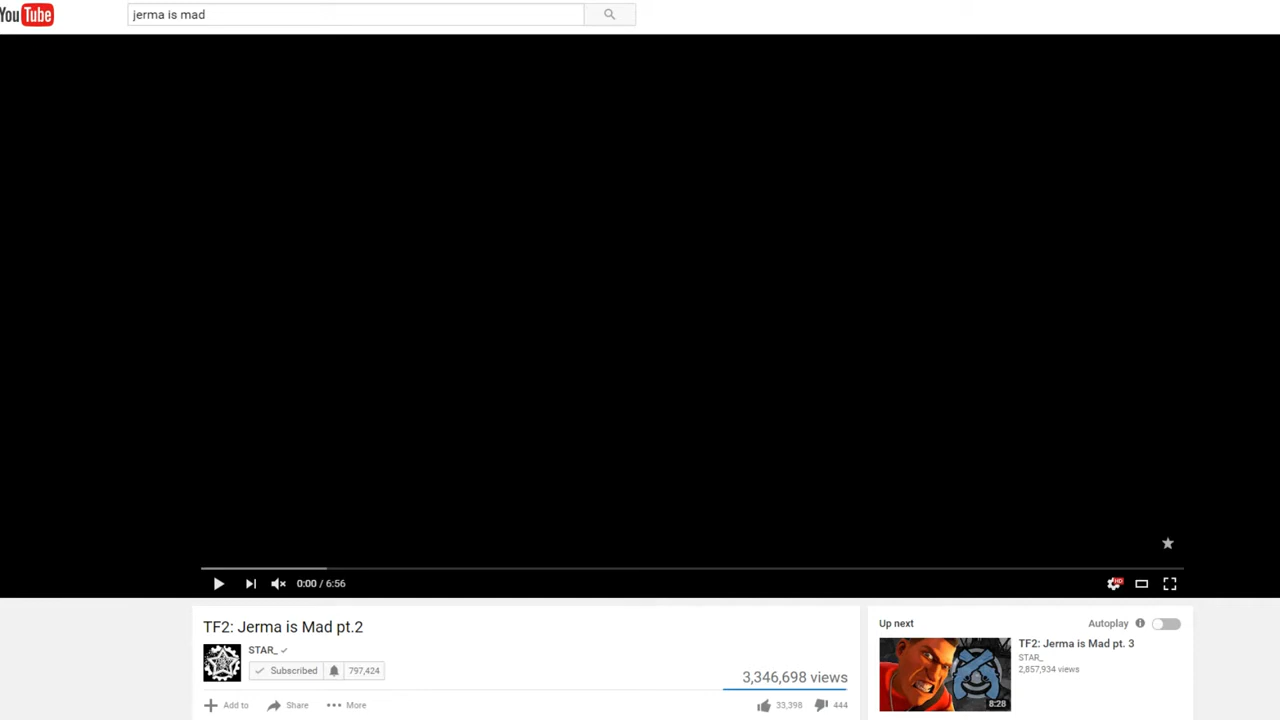 YouTube
jerma is mad
0:00 / 6:56
HD
TF2: Jerma is Mad pt.2
STAR_
Subscribed 797,424
3,346,698 views
Add to Share More
33,398 444
Up next
Autoplay
TF2: Jerma is Mad pt. 3
STAR_
2,857,934 views
8:28